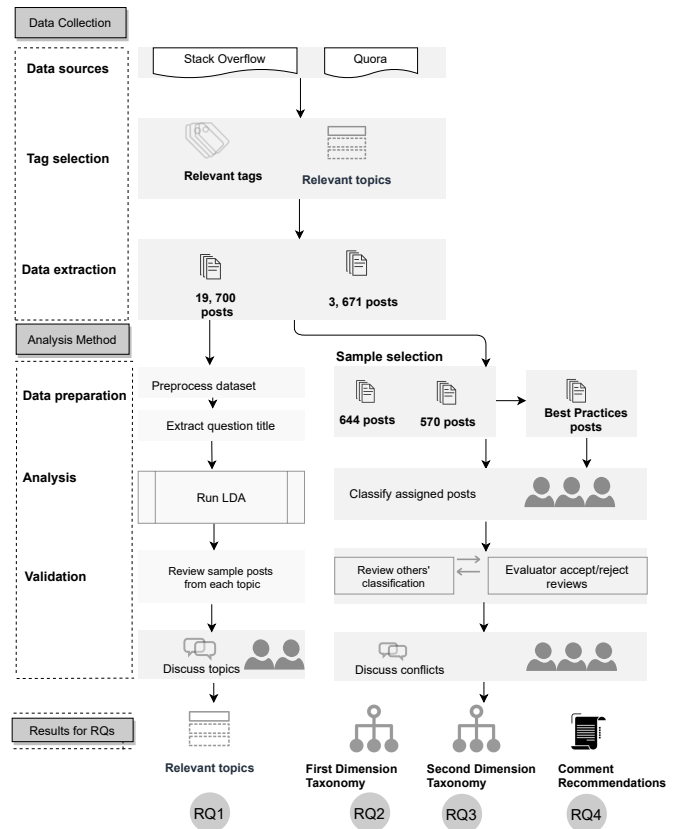 Data Collection
Data sources
Stack Overflow
Quora
Tag selection
Relevant tags
Relevant topics
Data extraction
19, 700
posts
3, 671 posts
Analysis Method
Sample selection
Data preparation
Preprocess dataset
644 posts
570 posts
Best Practices
posts
Extract question title
Analysis
Run LDA
Classify assigned posts
Validation
Review sample posts
from each topic
Review others'
classification
Evaluator accept/reject
reviews
Discuss topics
Discuss conflicts
Results for RQs
Relevant topics
First Dimension
Taxonomy
Second Dimension
Taxonomy
Comment
Recommendations
RQ1
RQ2
RQ3
RQ4